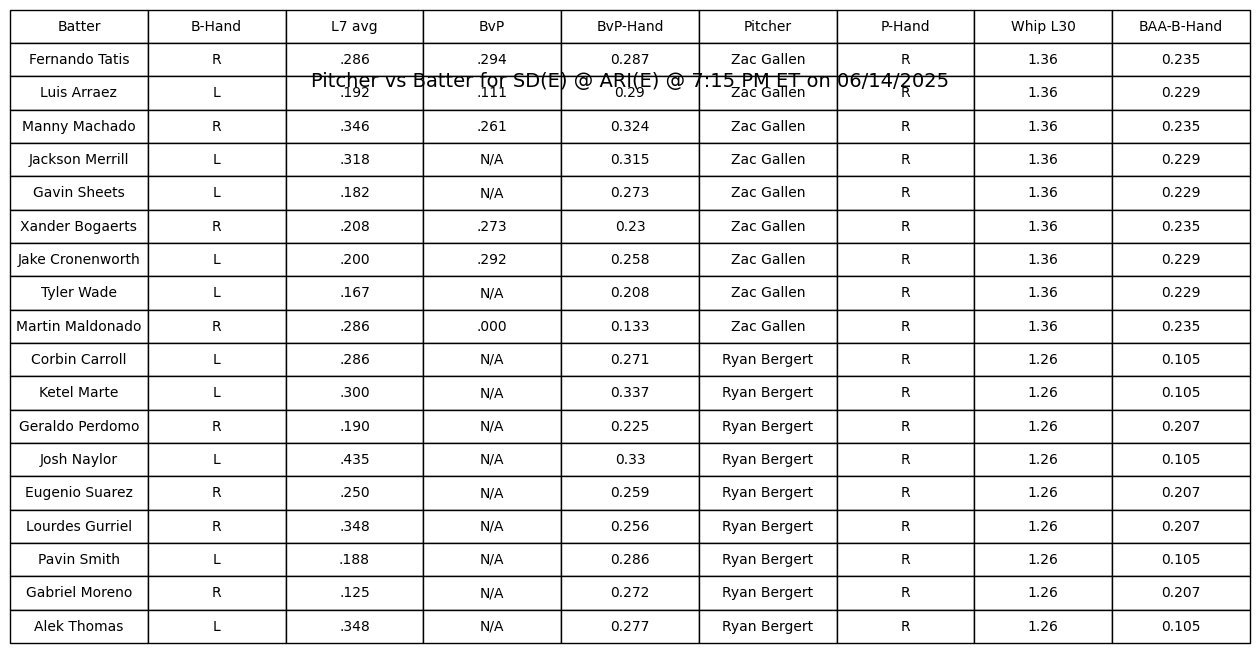 Batter B-Hand L7 avg BvP BvP-Hand Pitcher P-Hand Whip L30 BAA-B-Hand
Fernando Tatis R .286 .294 0.287 Zac Gallen R 1.36 0.235
Pitcher vs Batter for SD(E) @ ARI(E) @ 7:15 PM ET on 06/14/2025
Luis Arraez L .192 .111 0.29 Zac Gallen R 1.36 0.229
Manny Machado R .346 .261 0.324 Zac Gallen R 1.36 0.235
Jackson Merrill L .318 N/A 0.315 Zac Gallen R 1.36 0.229
Gavin Sheets L .182 N/A 0.273 Zac Gallen R 1.36 0.229
Xander Bogaerts R .208 .273 0.23 Zac Gallen R 1.36 0.235
Jake Cronenworth L .200 .292 0.258 Zac Gallen R 1.36 0.229
Tyler Wade L .167 N/A 0.208 Zac Gallen R 1.36 0.229
Martin Maldonado R .286 .000 0.133 Zac Gallen R 1.36 0.235
Corbin Carroll L .286 N/A 0.271 Ryan Bergert R 1.26 0.105
Ketel Marte L .300 N/A 0.337 Ryan Bergert R 1.26 0.105
Geraldo Perdomo R .190 N/A 0.225 Ryan Bergert R 1.26 0.207
Josh Naylor L .435 N/A 0.33 Ryan Bergert R 1.26 0.105
Eugenio Suarez R .250 N/A 0.259 Ryan Bergert R 1.26 0.207
Lourdes Gurriel R .348 N/A 0.256 Ryan Bergert R 1.26 0.207
Pavin Smith L .188 N/A 0.286 Ryan Bergert R 1.26 0.105
Gabriel Moreno R .125 N/A 0.272 Ryan Bergert R 1.26 0.207
Alek Thomas L .348 N/A 0.277 Ryan Bergert R 1.26 0.105